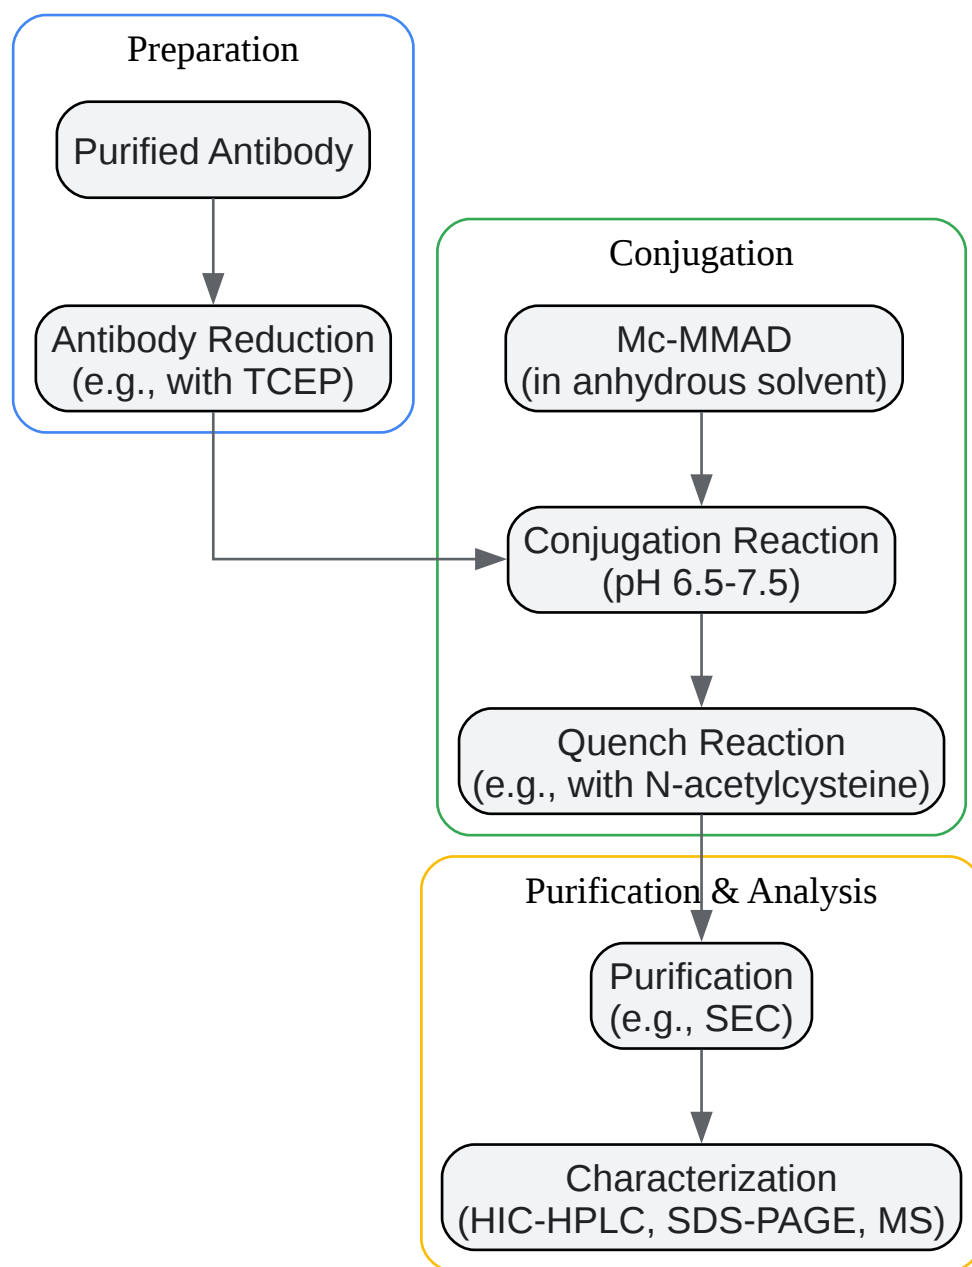 Preparation
Purified Antibody
Antibody Reduction
(e.g., with TCEP)
Conjugation
Mc-MMAD
(in anhydrous solvent)
Conjugation Reaction
(pH 6.5-7.5)
Quench Reaction
(e.g., with N-acetylcysteine)
Purification & Analysis
Purification
(e.g., SEC)
Characterization
(HIC-HPLC, SDS-PAGE, MS)